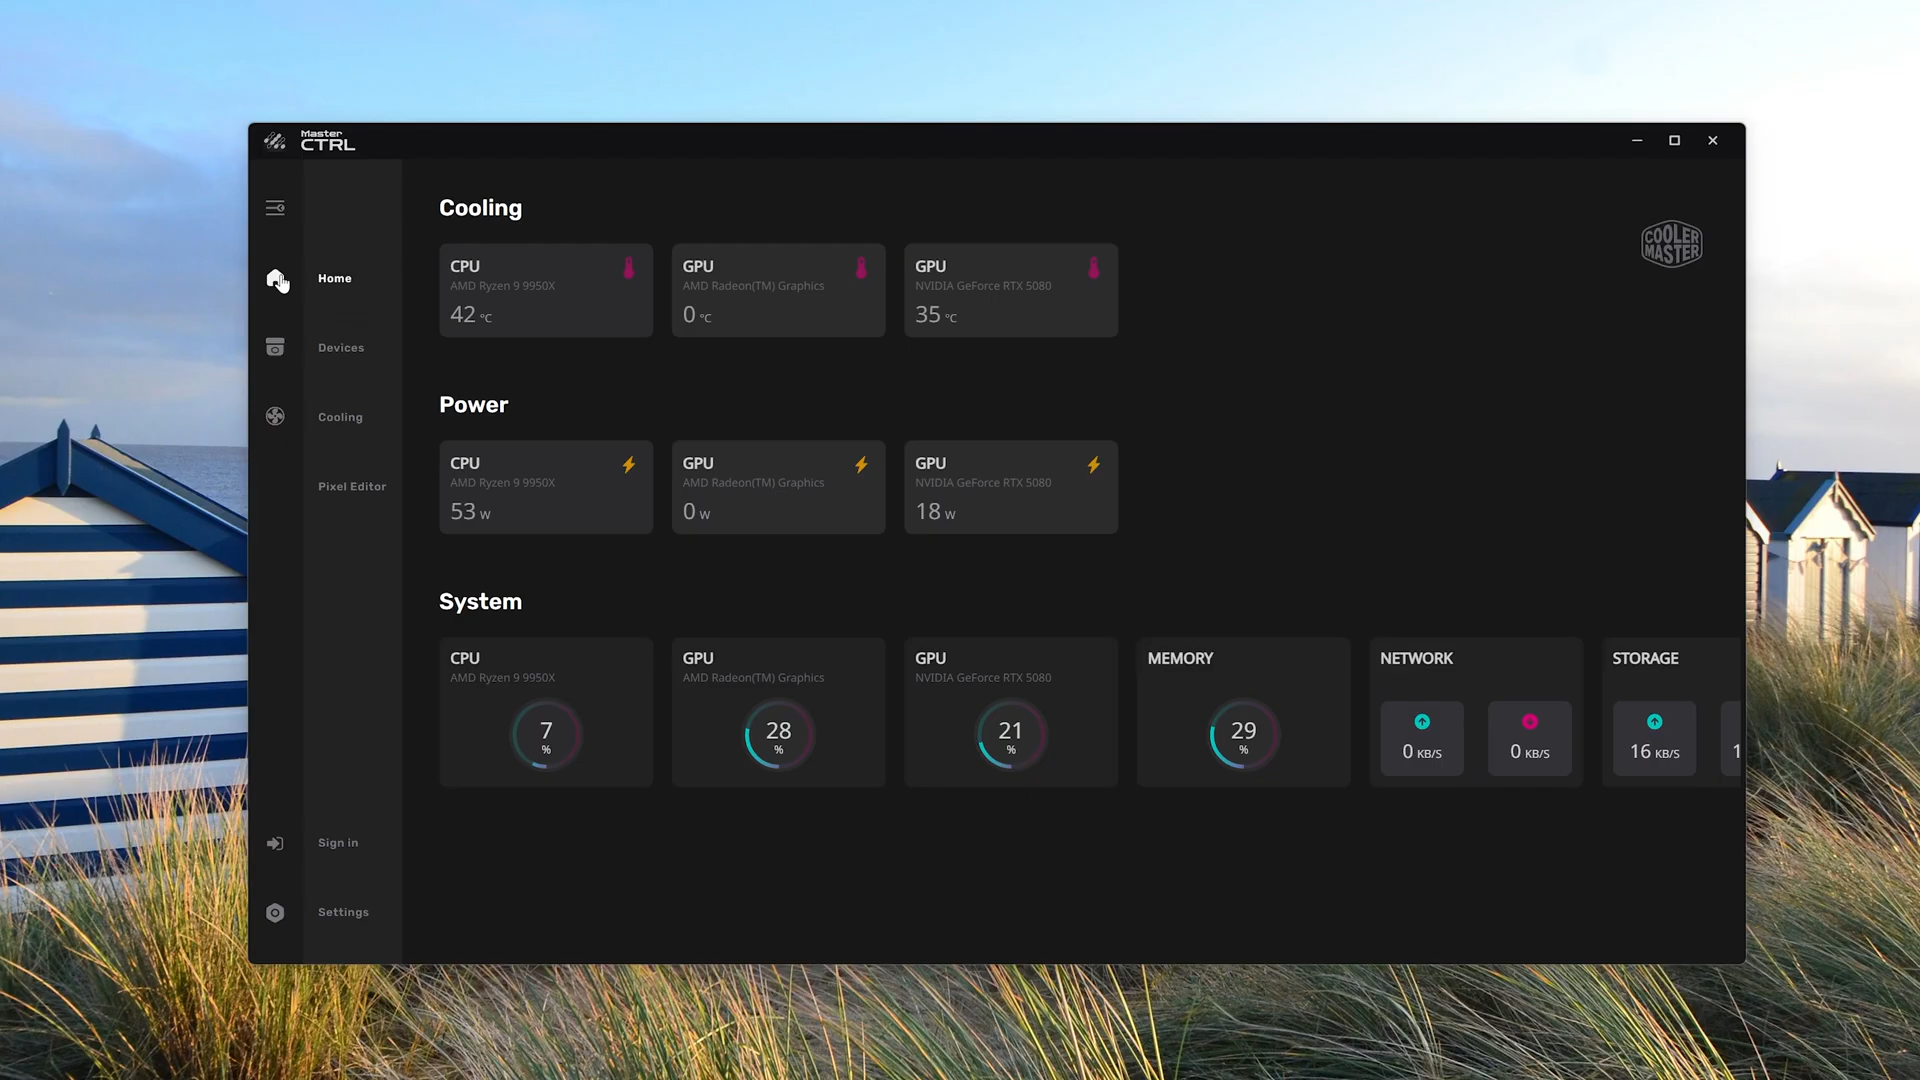 Master
CTRL
Cooling
COOLER
MASTER
CPU
AMD Ryzen 9 9950X
42 °C
GPU
AMD Radeon(TM) Graphics
0 °C
GPU
NVIDIA GeForce RTX 5080
35 °C
Home
Devices
Cooling
Pixel Editor
Power
CPU
AMD Ryzen 9 9950X
53 W
GPU
AMD Radeon(TM) Graphics
0 W
GPU
NVIDIA GeForce RTX 5080
18 W
System
CPU
AMD Ryzen 9 9950X
7
%
GPU
AMD Radeon(TM) Graphics
28
%
GPU
NVIDIA GeForce RTX 5080
21
%
MEMORY
29
%
NETWORK
0 KB/S
0 KB/S
STORAGE
16 KB/S
Sign in
Settings